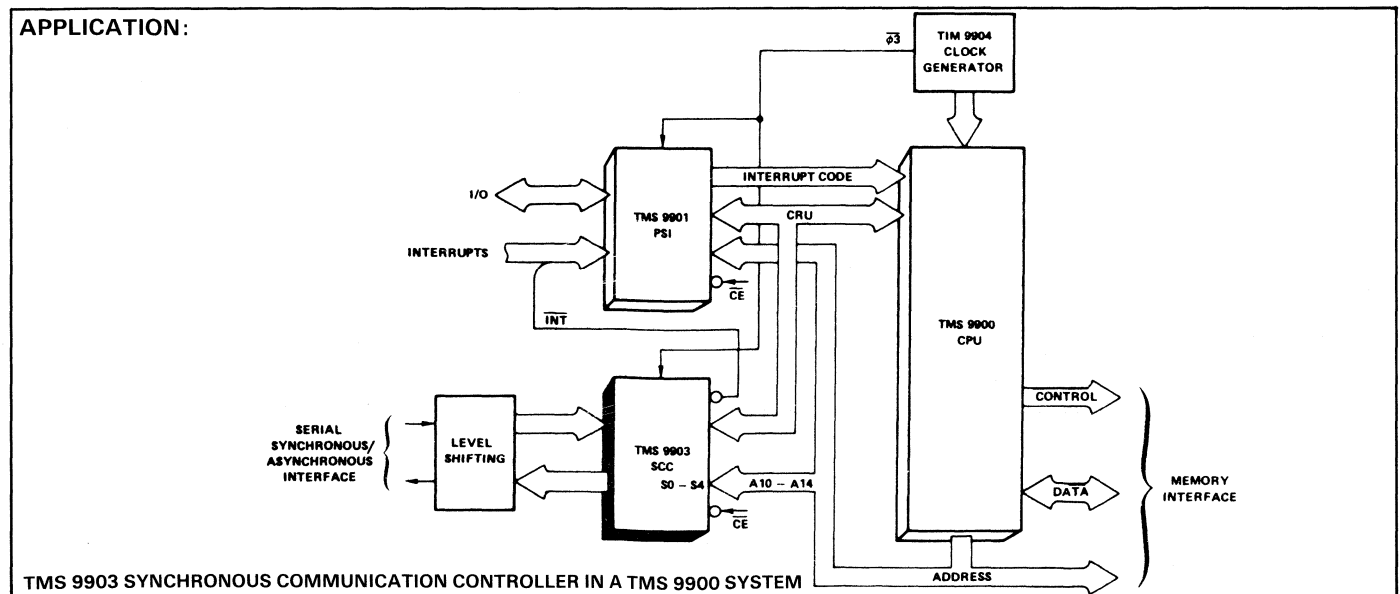 APPLICATION:
φ3
TIM 9904
CLOCK
GENERATOR
I/O
TMS 9901
PSI
INTERRUPT CODE
CRU
INTERRUPTS
CE
INT
TMS 9900
CPU
SERIAL
SYNCHRONOUS/
ASYNCHRONOUS
INTERFACE
LEVEL
SHIFTING
TMS 9903
SCC
S0 – S4
A10 – A14
CE
CONTROL
DATA
MEMORY
INTERFACE
ADDRESS
TMS 9903 SYNCHRONOUS COMMUNICATION CONTROLLER IN A TMS 9900 SYSTEM